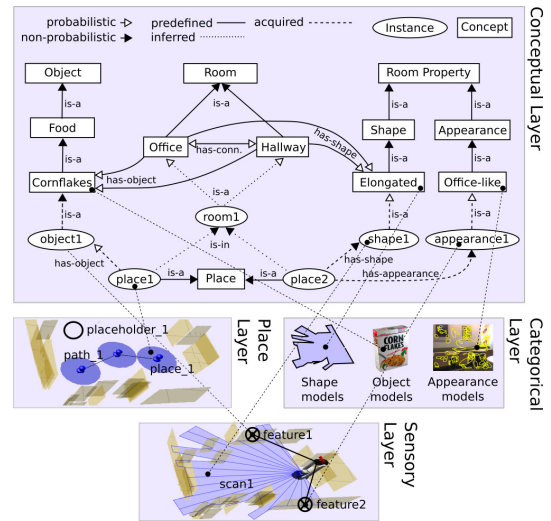 probabilistic predefined acquired
non-probabilistic inferred
Instance
Concept
Conceptual Layer
Object
Room
Room Property
is-a
is-a
is-a
Food
Office
has-conn.
Hallway
has-shape
Shape
Appearance
is-a
has-object
is-a
is-a
is-a
Cornflakes
Elongated
Office-like
is-a
room1
is-a
is-a
object1
is-in
shape1
appearance1
has-object
has-shape
place1
is-a
Place
is-a
place2
has-appearance
placeholder_1
path_1
place_1
Place
Layer
CORN
FLAKES
Shape
models
Object
models
Appearance
models
Categorical
Layer
feature1
scan1
feature2
Sensory
Layer